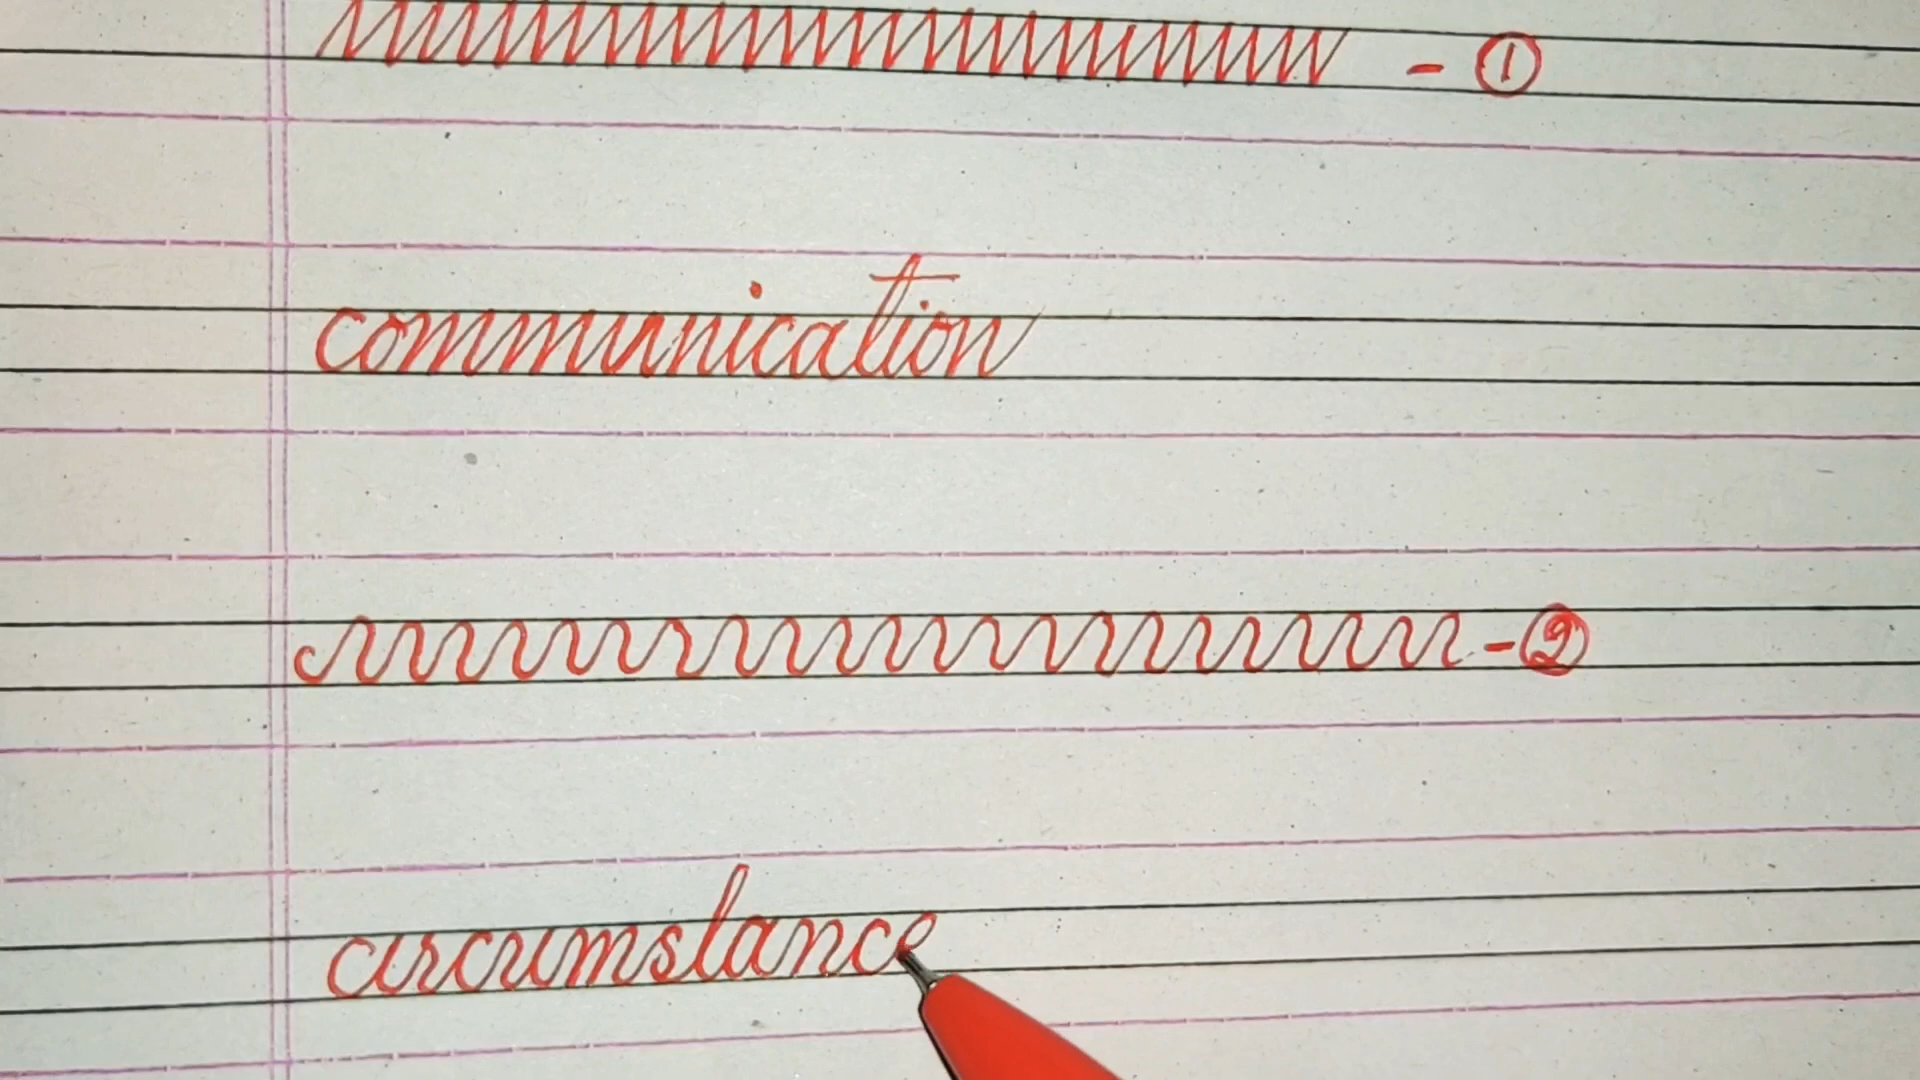 - 1
communication
- 2
circumstance